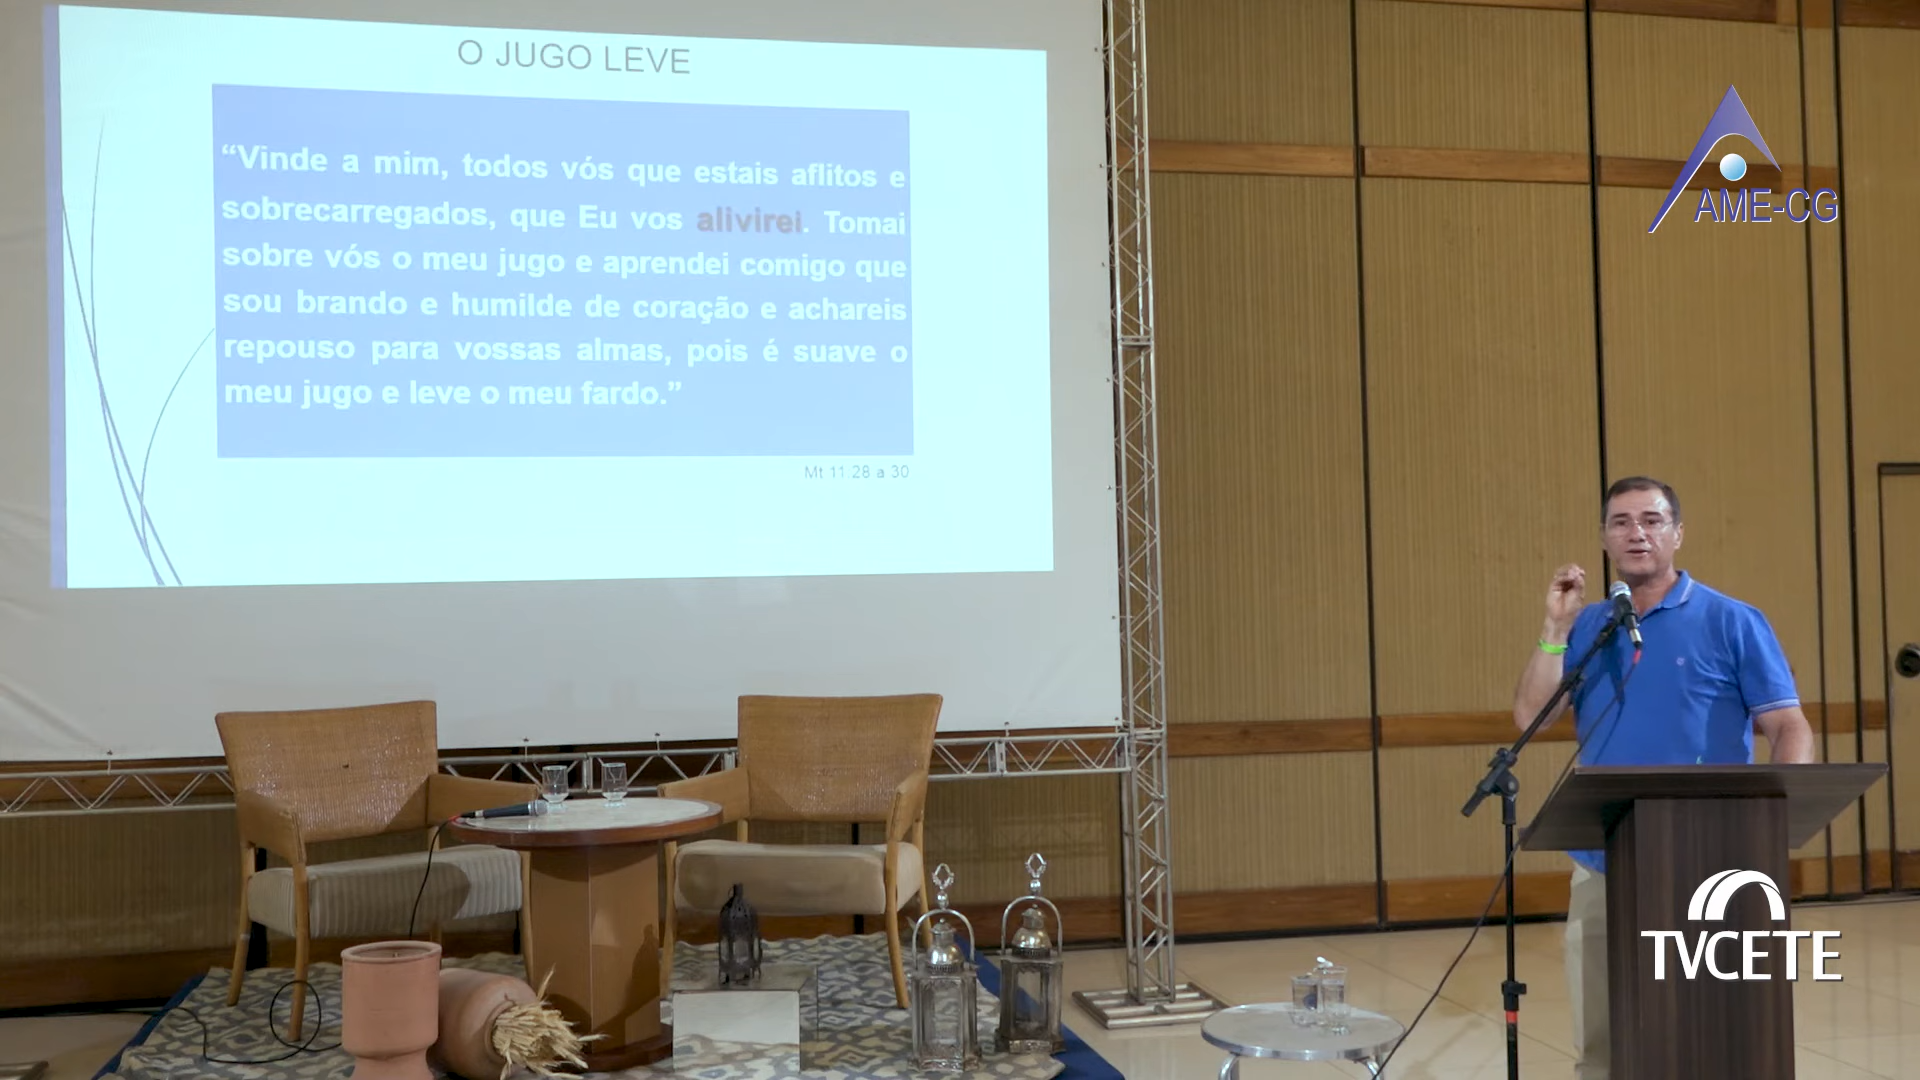 O JUGO LEVE
“Vinde a mim, todos vós que estais aflitos e
sobrecarregados, que Eu vos alivirei. Tomai
sobre vós o meu jugo e aprendei comigo que
sou brando e humilde de coração e achareis
repouso para vossas almas, pois é suave o
meu jugo e leve o meu fardo.”
Mt 11.28 a 30
AME-CG
TVCETE